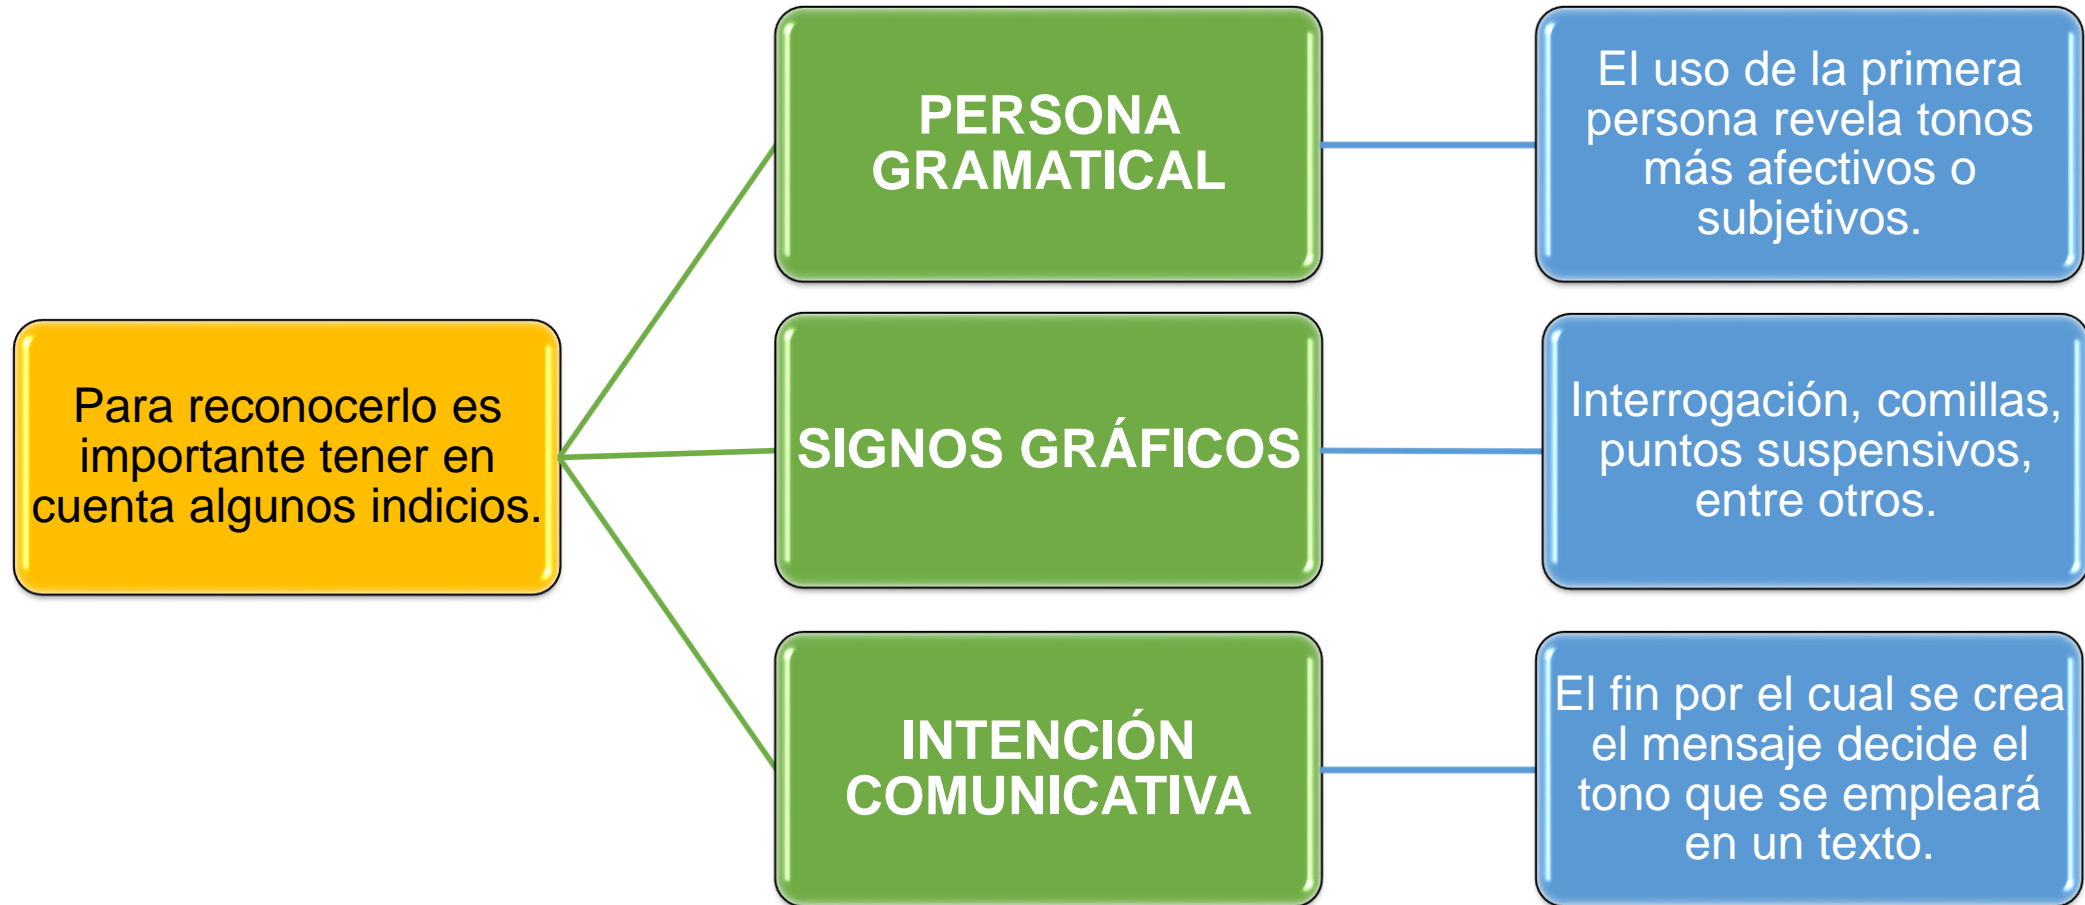 Para reconocerlo es
importante tener en
cuenta algunos indicios.
PERSONA
GRAMATICAL
El uso de la primera
persona revela tonos
más afectivos o
subjetivos.
SIGNOS GRÁFICOS
Interrogación, comillas,
puntos suspensivos,
entre otros.
INTENCIÓN
COMUNICATIVA
El fin por el cual se crea
el mensaje decide el
tono que se empleará
en un texto.